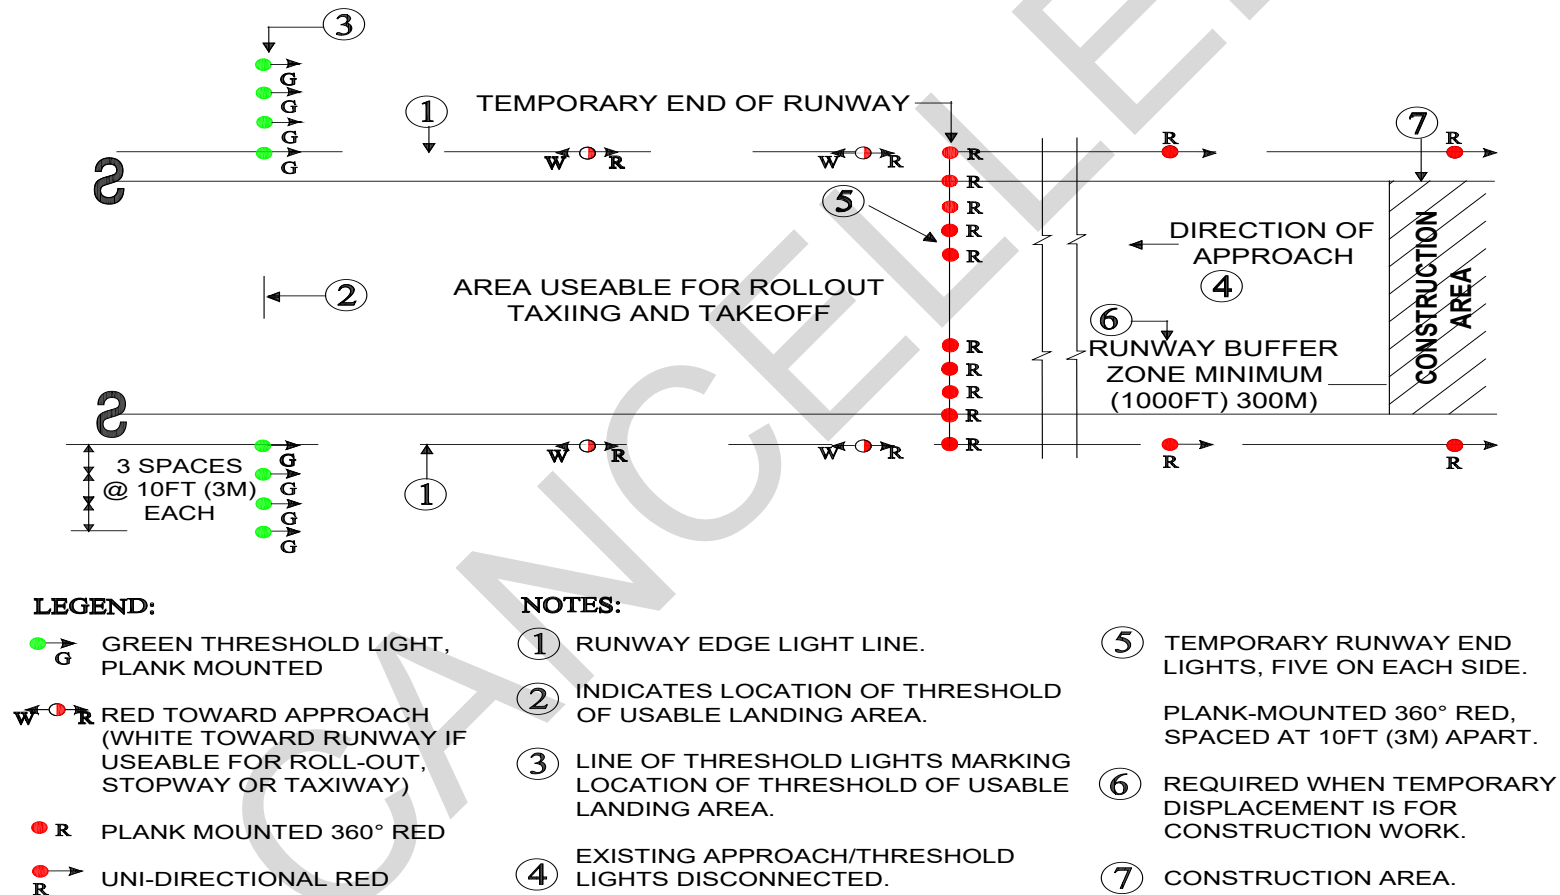 3
G
G
G
G
1
TEMPORARY END OF RUNWAY
7
W R
W R
R
R
R
S
R
R
R
R
5
DIRECTION OF
APPROACH
4
CONSTRUCTION
AREA
2
AREA USEABLE FOR ROLLOUT
TAXIING AND TAKEOFF
6
RUNWAY BUFFER
ZONE MINIMUM
(1000FT) 300M)
R
R
R
R
R
S
G
G
G
G
3 SPACES
@ 10FT (3M)
EACH
W R
W R
R
R
1
CANCELLE
LEGEND:
G
GREEN THRESHOLD LIGHT,
PLANK MOUNTED
W R
RED TOWARD APPROACH
(WHITE TOWARD RUNWAY IF
USEABLE FOR ROLL-OUT,
STOPWAY OR TAXIWAY)
R PLANK MOUNTED 360° RED
R
UNI-DIRECTIONAL RED
NOTES:
1 RUNWAY EDGE LIGHT LINE.
2 INDICATES LOCATION OF THRESHOLD
OF USABLE LANDING AREA.
3 LINE OF THRESHOLD LIGHTS MARKING
LOCATION OF THRESHOLD OF USABLE
LANDING AREA.
4 EXISTING APPROACH/THRESHOLD
LIGHTS DISCONNECTED.
5 TEMPORARY RUNWAY END
LIGHTS, FIVE ON EACH SIDE.
PLANK-MOUNTED 360° RED,
SPACED AT 10FT (3M) APART.
6 REQUIRED WHEN TEMPORARY
DISPLACEMENT IS FOR
CONSTRUCTION WORK.
7 CONSTRUCTION AREA.